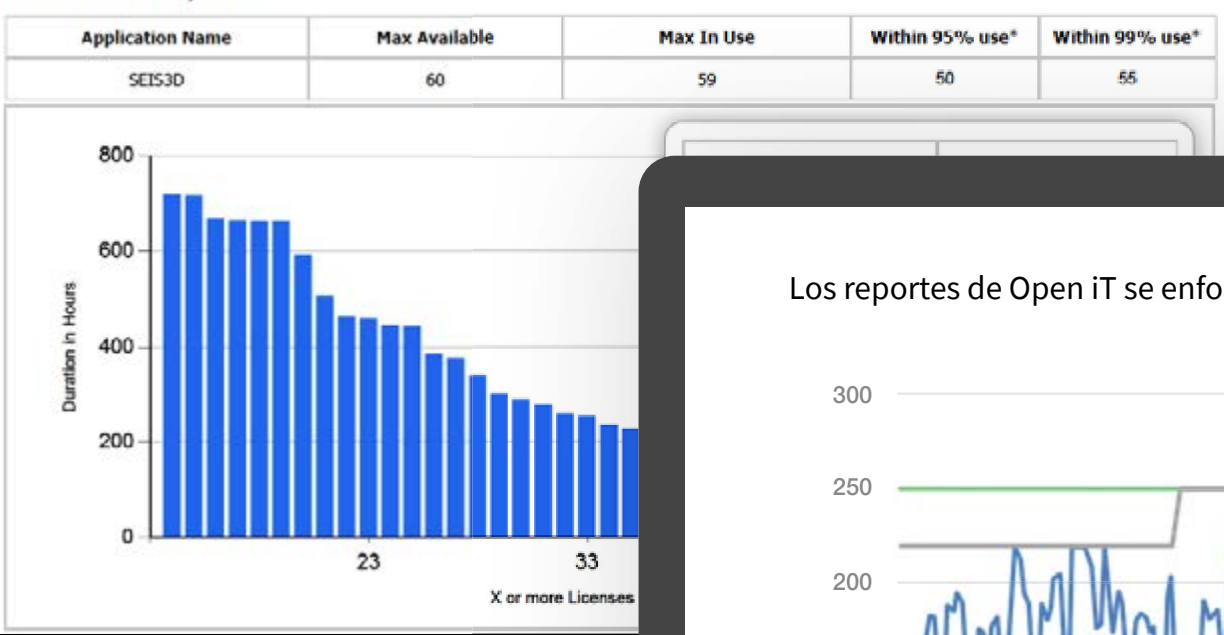 Application Name Max Available Max In Use Within 95% use* Within 99% use*
SEIS3D 60 59 50 55
800
600
400
200
0
Duration in Hours
23 33
X or more Licenses
Los reportes de Open iT se enfo
300
250
200